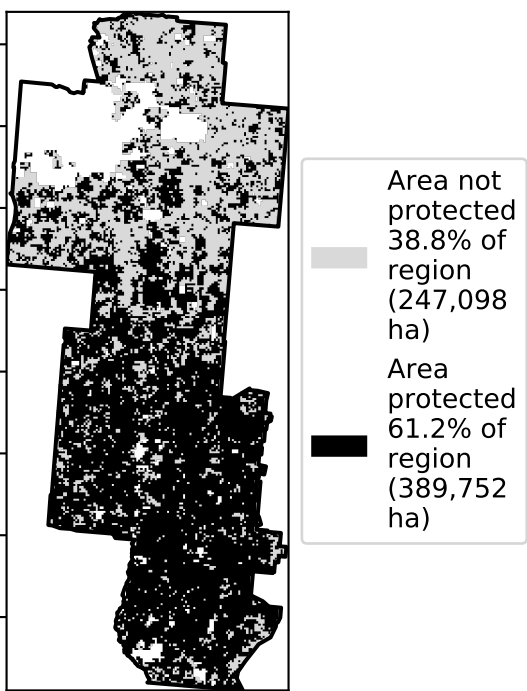 Area not
protected
38.8% of
region
(247,098
ha)
Area
protected
61.2% of
region
(389,752
ha)